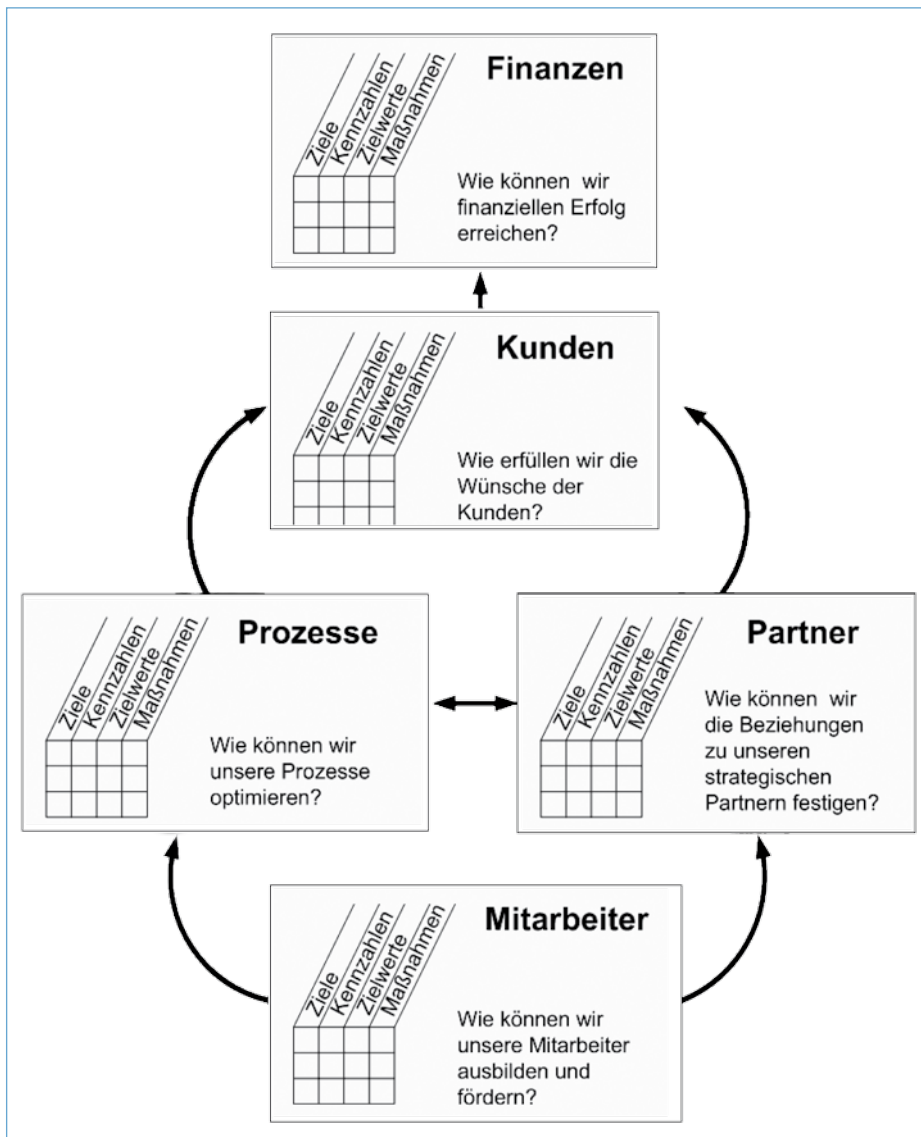 Finanzen
Ziele
Kennzahlen
Zielwerte
Maßnahmen
Wie können wir
finanziellen Erfolg
erreichen?
Kunden
Ziele
Kennzahlen
Zielwerte
Maßnahmen
Wie erfüllen wir die
Wünsche der
Kunden?
Prozesse
Ziele
Kennzahlen
Zielwerte
Maßnahmen
Wie können wir
unsere Prozesse
optimieren?
Partner
Ziele
Kennzahlen
Zielwerte
Maßnahmen
Wie können wir
die Beziehungen
zu unseren
strategischen
Partnern festigen?
Mitarbeiter
Ziele
Kennzahlen
Zielwerte
Maßnahmen
Wie können wir
unsere Mitarbeiter
ausbilden und
fördern?